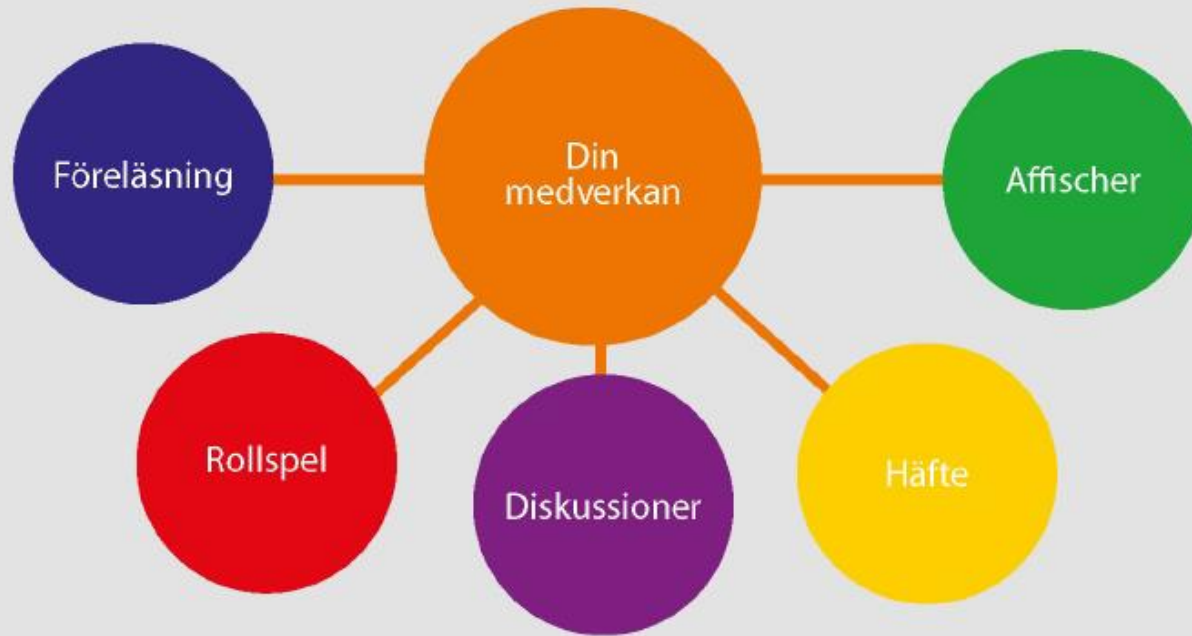 Din
medverkan
Föreläsning
Affischer
Rollspel
Diskussioner
Häfte